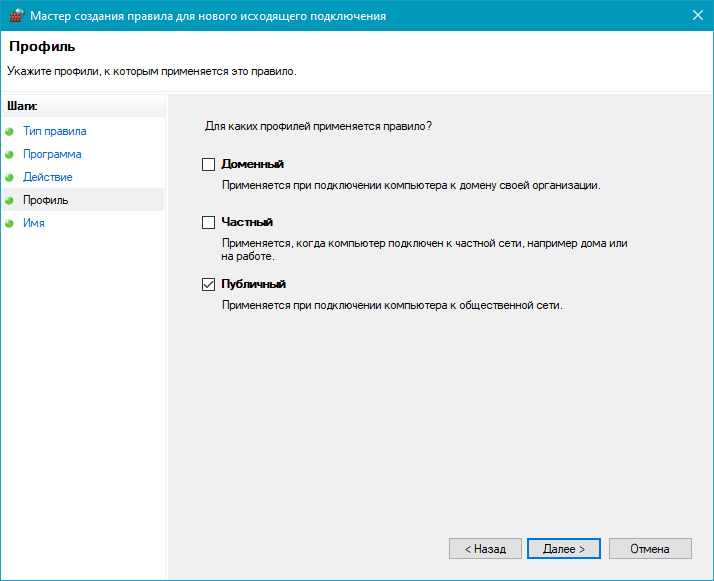 Мастер создания правила для нового исходящего подключения
Профиль
Укажите профили, к которым применяется это правило.
Шаги:
Тип правила
Программа
Действие
Профиль
Имя
Для каких профилей применяется правило?
Доменный
Применяется при подключении компьютера к домену своей организации.
Частный
Применяется, когда компьютер подключен к частной сети, например дома или
на работе.
Публичный
Применяется при подключении компьютера к общественной сети.
< Назад
Далее >
Отмена